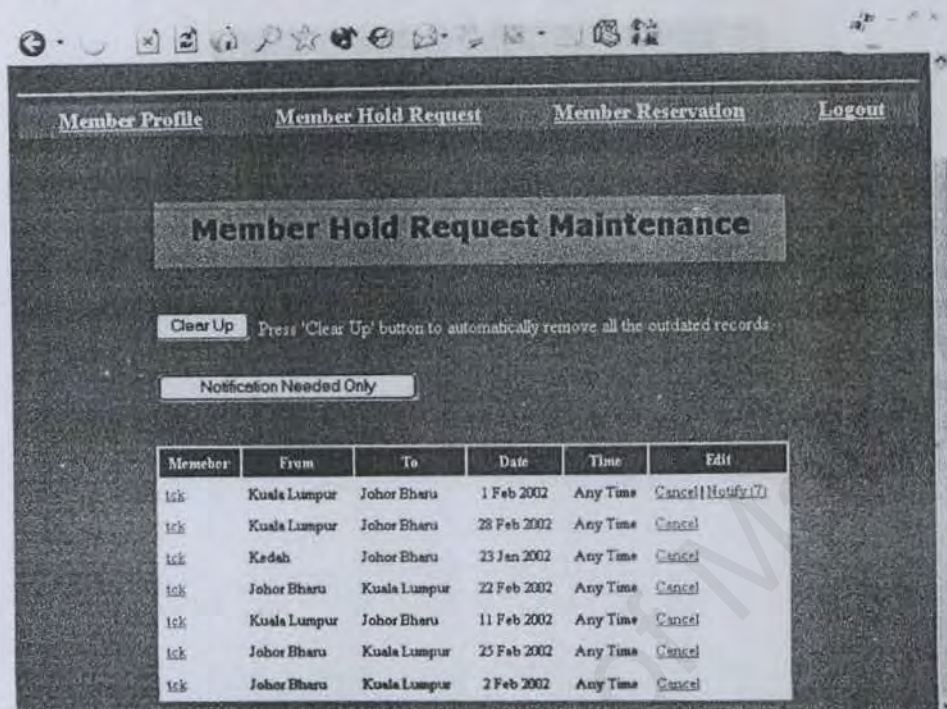 Member Profile Member Hold Request Member Reservation Logout
Member Hold Request Maintenance
Clear Up Press 'Clear Up' button to automatically remove all the outdated records.
Notification Needed Only
Memeber From To Date Time Edit
tck Kuala Lumpur Johor Bharu 1 Feb 2002 Any Time Cancel | Notify (7)
tck Kuala Lumpur Johor Bharu 28 Feb 2002 Any Time Cancel
tck Kedah Johor Bharu 23 Jan 2002 Any Time Cancel
tck Johor Bharu Kuala Lumpur 22 Feb 2002 Any Time Cancel
tck Kuala Lumpur Johor Bharu 11 Feb 2002 Any Time Cancel
tck Johor Bharu Kuala Lumpur 25 Feb 2002 Any Time Cancel
tck Johor Bharu Kuala Lumpur 2 Feb 2002 Any Time Cancel
of M